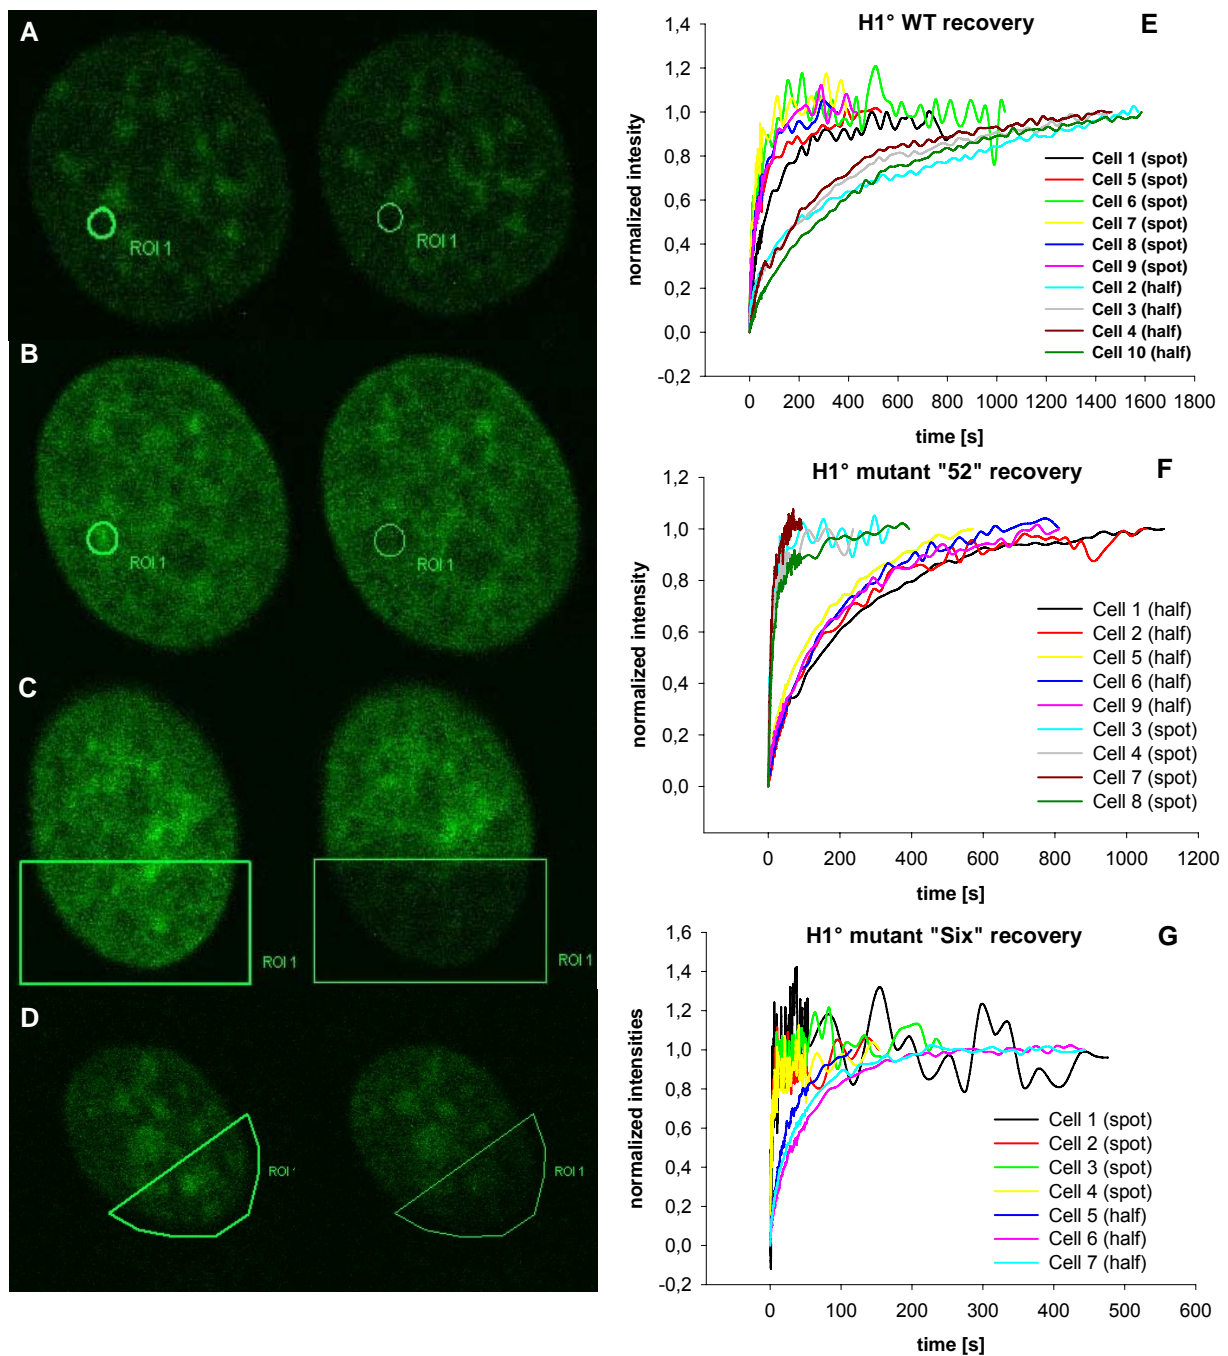 A
ROI 1
ROI 1
B
ROI 1
ROI 1
C
ROI 1
ROI 1
D
ROI
ROI 1
H1° WT recovery
E
normalized intesity
1,4
1,2
1,0
0,8
0,6
0,4
0,2
0,0
-0,2
Cell 1 (spot)
Cell 5 (spot)
Cell 6 (spot)
Cell 7 (spot)
Cell 8 (spot)
Cell 9 (spot)
Cell 2 (half)
Cell 3 (half)
Cell 4 (half)
Cell 10 (half)
0 200 400 600 800 1000 1200 1400 1600 1800
time [s]
H1° mutant "52" recovery
F
normalized intensity
1,2
1,0
0,8
0,6
0,4
0,2
0,0
Cell 1 (half)
Cell 2 (half)
Cell 5 (half)
Cell 6 (half)
Cell 9 (half)
Cell 3 (spot)
Cell 4 (spot)
Cell 7 (spot)
Cell 8 (spot)
0 200 400 600 800 1000 1200
time [s]
H1° mutant "Six" recovery
G
normalized intensities
1,6
1,4
1,2
1,0
0,8
0,6
0,4
0,2
0,0
-0,2
Cell 1 (spot)
Cell 2 (spot)
Cell 3 (spot)
Cell 4 (spot)
Cell 5 (half)
Cell 6 (half)
Cell 7 (half)
0 100 200 300 400 500 600
time [s]